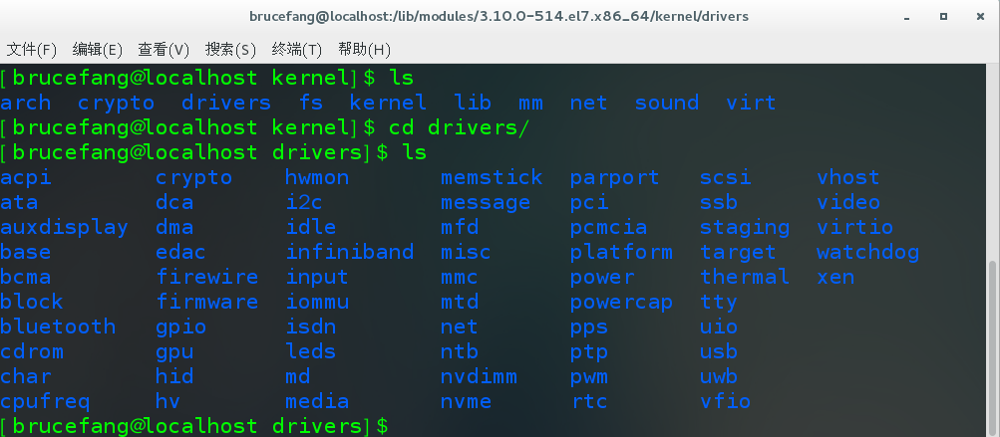 brucefang@localhost:/lib/modules/3.10.0-514.el7.x86_64/kernel/drivers
文件(F) 编辑(E) 查看(V) 搜索(S) 终端(T) 帮助(H)
[brucefang@localhost kernel]$ ls
arch crypto drivers fs kernel lib mm net sound virt
[brucefang@localhost kernel]$ cd drivers/
[brucefang@localhost drivers]$ ls
acpi crypto hwmon memstick parport scsi vhost
ata dca i2c message pci ssb video
auxdisplay dma idle mfd pcmcia staging virtio
base edac infiniband misc platform target watchdog
bcma firewire input mmc power thermal xen
block firmware iommu mtd powercap tty
bluetooth gpio isdn net pps uio
cdrom gpu leds ntb ptp usb
char hid md nvdimm pwm uwb
cpufreq hv media nvme rtc vfio
[brucefang@localhost drivers]$